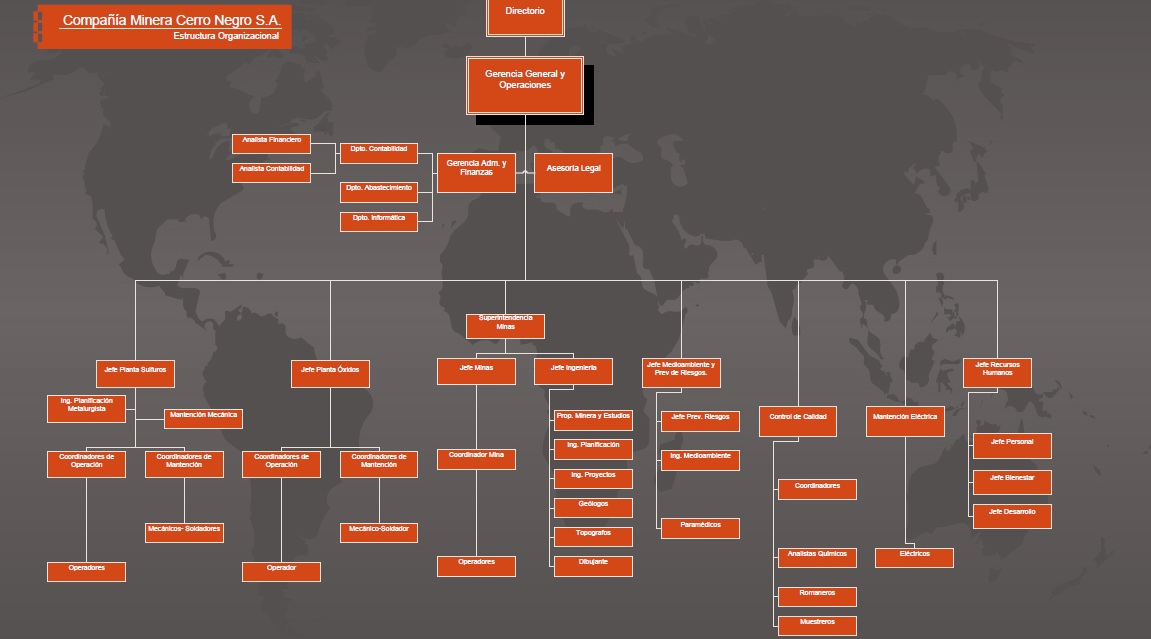 Compañía Minera Cerro Negro S.A.
Estructura Organizacional
Directorio
Gerencia General y
Operaciones
Analista Financiero
Analista Contabilidad
Dpto. Contabilidad
Dpto. Abastecimiento
Dpto. Informática
Gerencia Adm. y
Finanzas
Asesoría Legal
Superintendencia
Minas
Jefe Planta Sulfuros
Ing. Planificación
Metalurgista
Mantención Mecánica
Coordinadores de
Operación
Coordinadores de
Mantención
Mecánicos- Soldadores
Operadores
Jefe Planta Óxidos
Coordinadores de
Operación
Coordinadores de
Mantención
Mecánico-Soldador
Operador
Jefe Minas
Coordinador Mina
Operadores
Jefe Ingeniería
Prop. Minera y Estudios
Ing. Planificación
Ing. Proyectos
Geólogos
Topografos
Dibujante
Jefe Medioambiente y
Prev de Riesgos.
Jefe Prev. Riesgos
Ing. Medioambiente
Paramédicos
Control de Calidad
Coordinadores
Analistas Químicos
Romaneros
Muestreros
Mantención Eléctrica
Eléctricos
Jefe Recursos
Humanos
Jefe Personal
Jefe Bienestar
Jefe Desarrollo